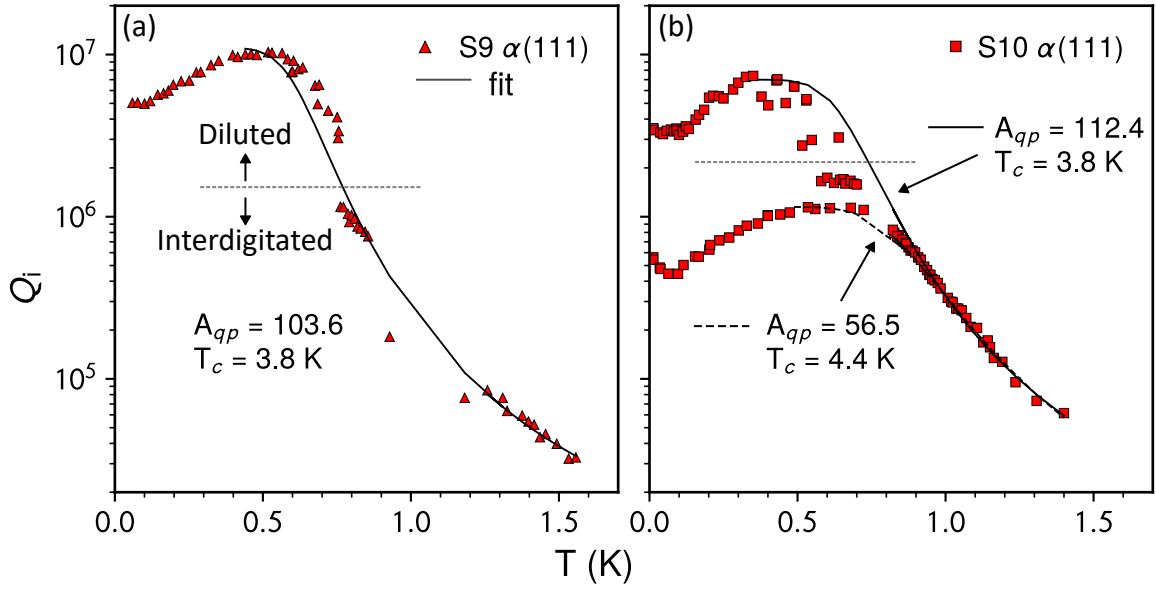 (a)
S9 α(111)
fit
Diluted
Interdigitated
A_qp = 103.6
T_c = 3.8 K
10^7
10^6
10^5
Q_i
0.0 0.5 1.0 1.5
(b)
S10 α(111)
A_qp = 112.4
T_c = 3.8 K
A_qp = 56.5
T_c = 4.4 K
0.0 0.5 1.0 1.5
T (K)